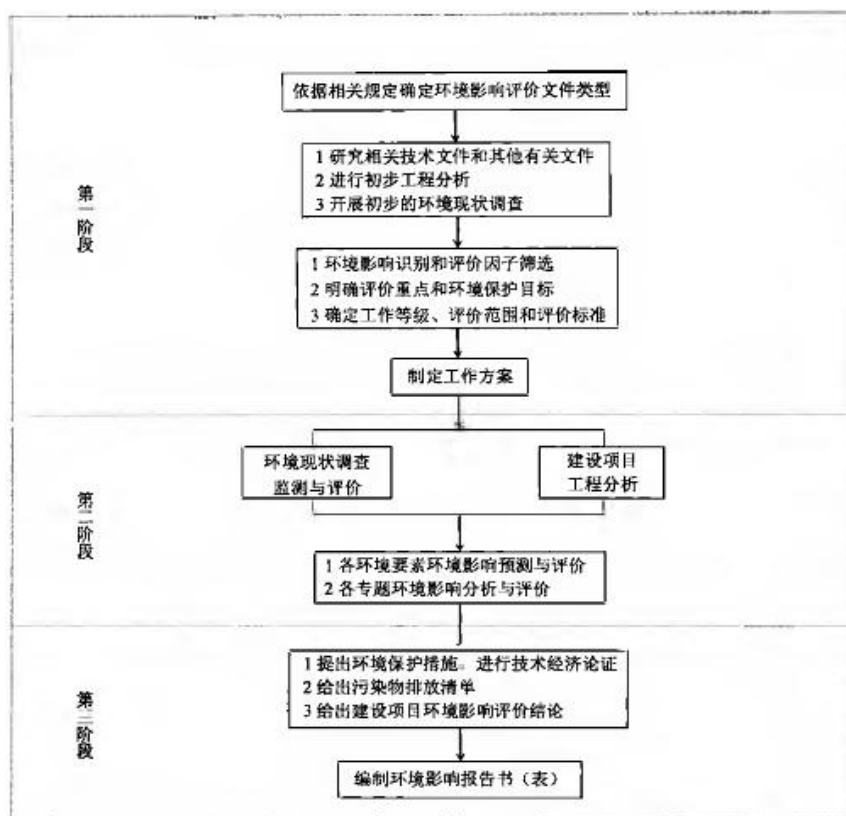 依据相关规定确定环境影响评价文件类型
1 研究相关技术文件和其他有关文件
2 进行初步工程分析
3 开展初步的环境现状调查
第一阶段
1 环境影响识别和评价因子筛选
2 明确评价重点和环境保护目标
3 确定工作等级、评价范围和评价标准
制定工作方案
环境现状调查
监测与评价
建设项目
工程分析
第二阶段
1 各环境要素环境影响预测与评价
2 各专题环境影响分析与评价
1 提出环境保护措施，进行技术经济论证
2 给出污染物排放清单
3 给出建设项目环境影响评价结论
第三阶段
编制环境影响报告书（表）